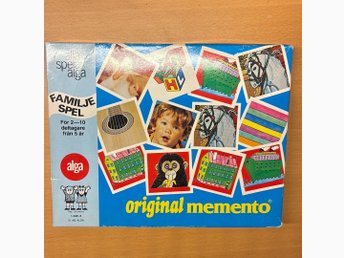 spel
alga
FAMILJE
SPEL
För 2—10
deltagare
från 5 år
alga
original memento®